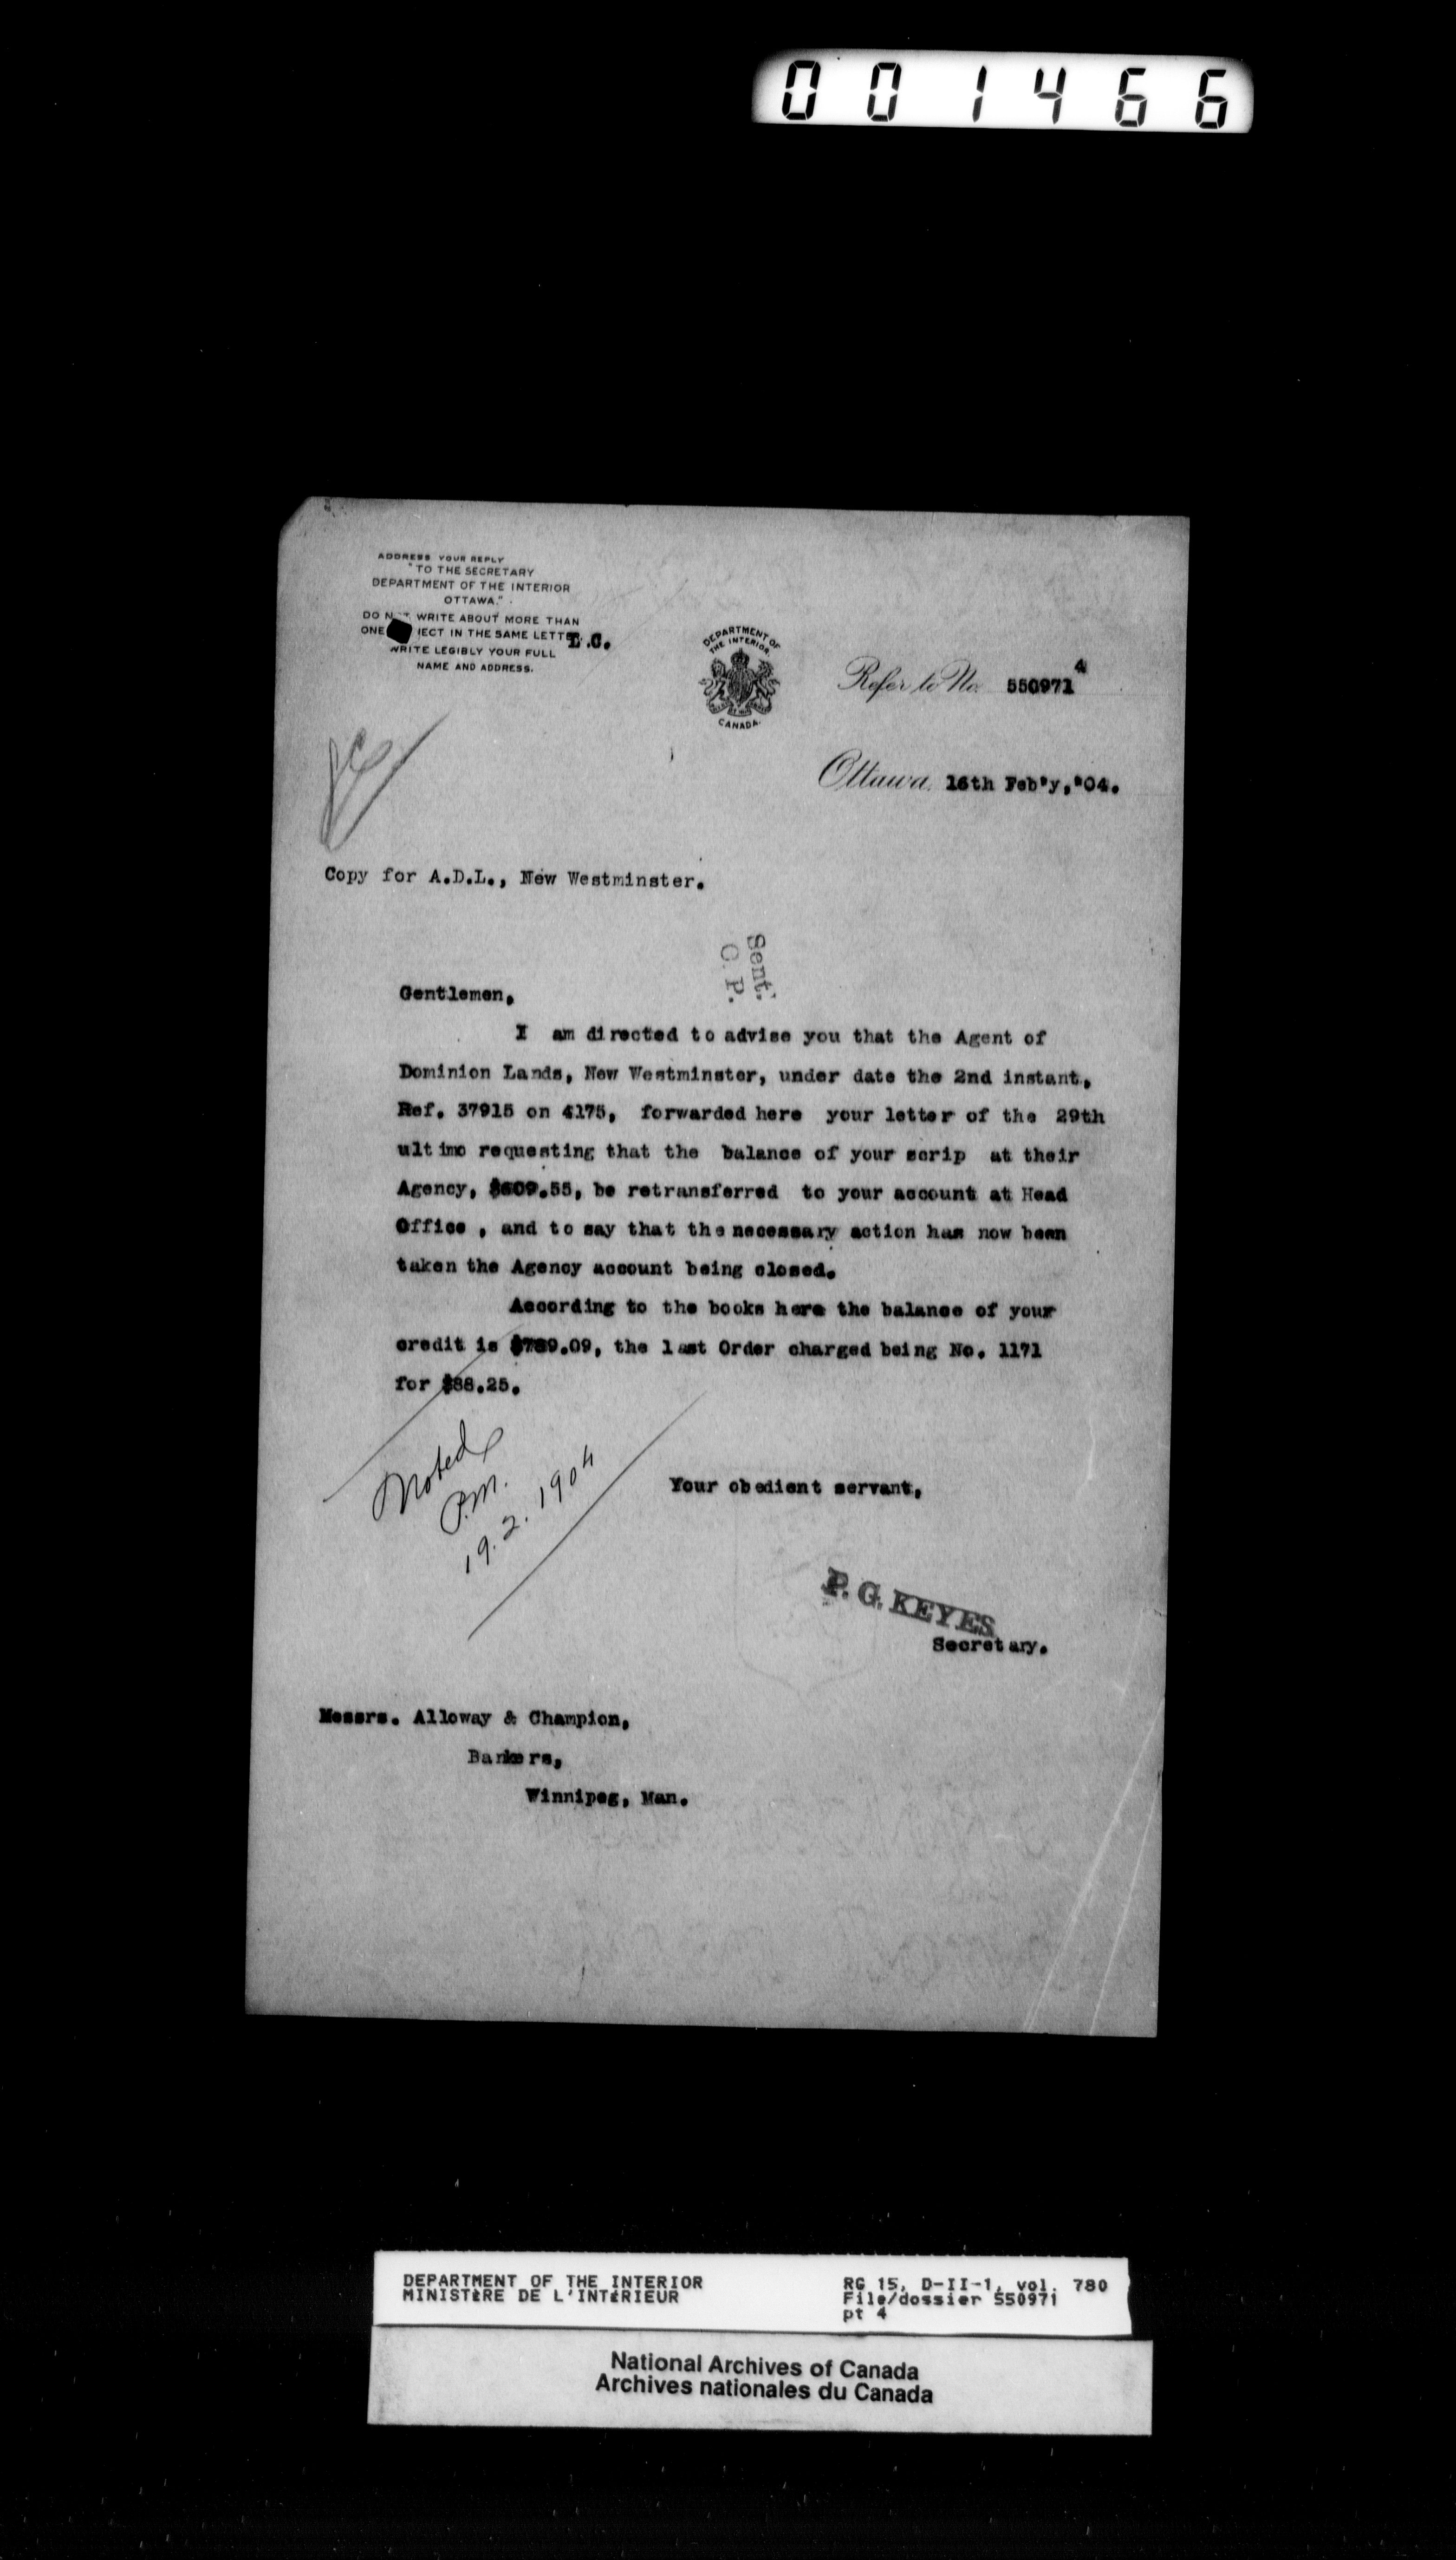 001466
ADDRESS YOUR REPLY
"TO THE SECRETARY
DEPARTMENT OF THE INTERIOR
OTTAWA."
DO N T WRITE ABOUT MORE THAN
ONE JECT IN THE SAME LETT
WRITE LEGIBLY YOUR FULL
NAME AND ADDRESS.
L.C.
DEPARTMENT OF
THE INTERIOR.
CANADA.
Refer to No. 550971 4
Ottawa, 16th Feb'y,'04.
Copy for A.D.L., New Westminster.
Sent.
C. P.
Gentlemen,
I am directed to advise you that the Agent of
Dominion Lands, New Westminster, under date the 2nd instant,
Ref. 37915 on 4175, forwarded here your letter of the 29th
ultimo requesting that the balance of your scrip at their
Agency, $609.55, be retransferred to your account at Head
Office , and to say that the necessary action has now been
taken the Agency account being closed.
According to the books here the balance of your
credit is $789.09, the last Order charged being No. 1171
for $88.25.
Noted
P.M.
19.2.1904
Your obedient servant,
P. G. KEYES
Secretary.
Messrs. Alloway & Champion,
Bankers,
Winnipeg, Man.
DEPARTMENT OF THE INTERIOR
MINISTÈRE DE L'INTÉRIEUR
RG 15, D-II-1, vol. 780
File/dossier 550971
pt 4
National Archives of Canada
Archives nationales du Canada